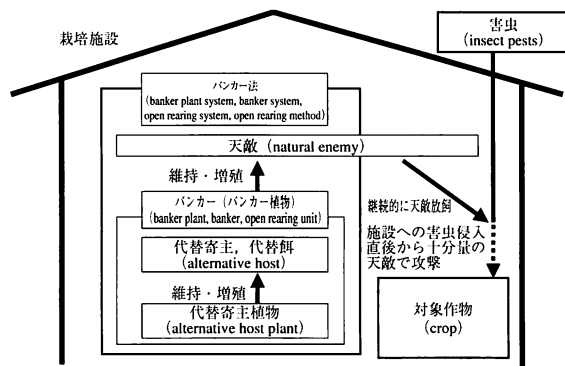 栽培施設
害虫
(insect pests)
バンカー法
(banker plant system, banker system,
open rearing system, open rearing method)
天敵 (natural enemy)
維持・増殖
バンカー (バンカー植物)
(banker plant, banker, open rearing unit)
代替寄主, 代替餌
(alternative host)
維持・増殖
代替寄主植物
(alternative host plant)
継続的に天敵放飼
施設への害虫侵入
直後から十分量の
天敵で攻撃
対象作物
(crop)